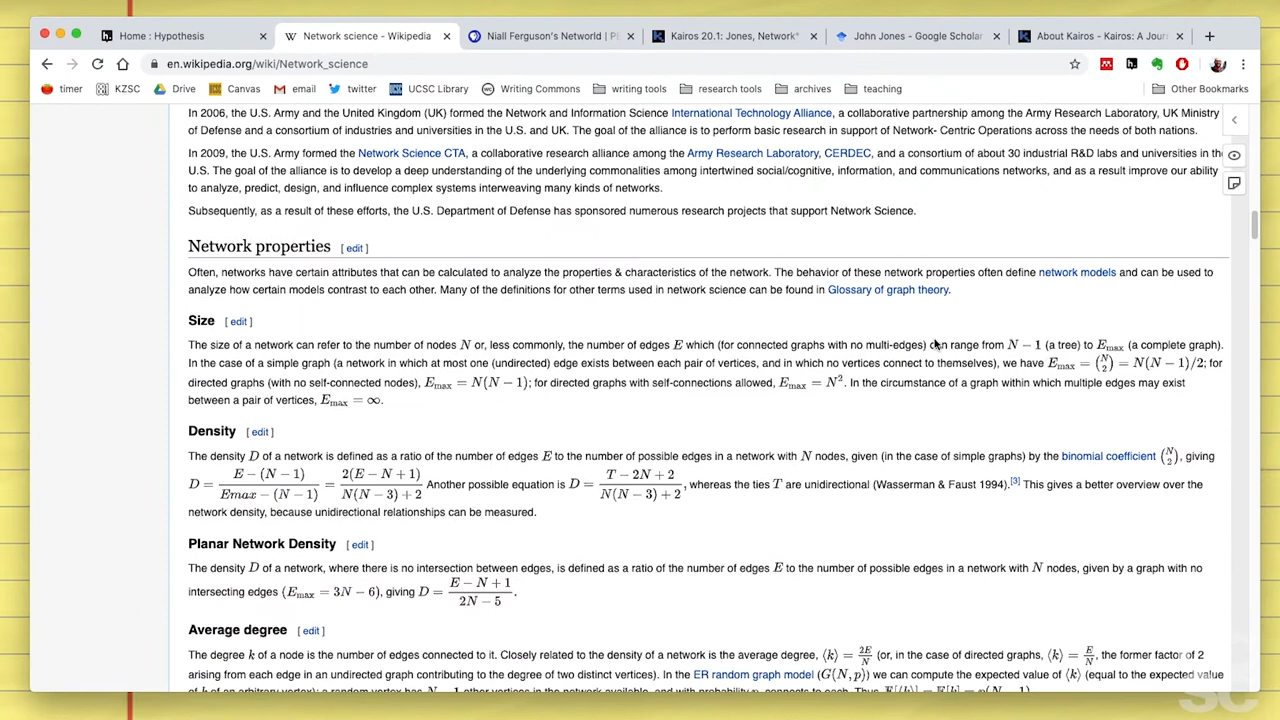 Home : Hypothesis
Network science - Wikipedia
Niall Ferguson's Networld | P
Kairos 20.1: Jones, Network"
John Jones - Google Scholar
About Kairos - Kairos: A Jour
en.wikipedia.org/wiki/Network_science
timer KZSC Drive Canvas email twitter UCSC Library Writing Commons writing tools research tools archives teaching Other Bookmarks
In 2006, the U.S. Army and the United Kingdom (UK) formed the Network and Information Science International Technology Alliance, a collaborative partnership among the Army Research Laboratory, UK Ministry
of Defense and a consortium of industries and universities in the U.S. and UK. The goal of the alliance is to perform basic research in support of Network- Centric Operations across the needs of both nations.
In 2009, the U.S. Army formed the Network Science CTA, a collaborative research alliance among the Army Research Laboratory, CERDEC, and a consortium of about 30 industrial R&D labs and universities in the
U.S. The goal of the alliance is to develop a deep understanding of the underlying commonalities among intertwined social/cognitive, information, and communications networks, and as a result improve our ability
to analyze, predict, design, and influence complex systems interweaving many kinds of networks.
Subsequently, as a result of these efforts, the U.S. Department of Defense has sponsored numerous research projects that support Network Science.
Network properties [ edit ]
Often, networks have certain attributes that can be calculated to analyze the properties & characteristics of the network. The behavior of these network properties often define network models and can be used to
analyze how certain models contrast to each other. Many of the definitions for other terms used in network science can be found in Glossary of graph theory.
Size [ edit ]
The size of a network can refer to the number of nodes N or, less commonly, the number of edges E which (for connected graphs with no multi-edges) can range from N − 1 (a tree) to Emax (a complete graph).
In the case of a simple graph (a network in which at most one (undirected) edge exists between each pair of vertices, and in which no vertices connect to themselves), we have Emax = (N 2) = N(N − 1)/2; for
directed graphs (with no self-connected nodes), Emax = N(N − 1); for directed graphs with self-connections allowed, Emax = N². In the circumstance of a graph within which multiple edges may exist
between a pair of vertices, Emax = ∞.
Density [ edit ]
The density D of a network is defined as a ratio of the number of edges E to the number of possible edges in a network with N nodes, given (in the case of simple graphs) by the binomial coefficient (N 2), giving
D = E − (N − 1) / Emax − (N − 1) = 2(E − N + 1) / N(N − 3) + 2 Another possible equation is D = T − 2N + 2 / N(N − 3) + 2, whereas the ties T are unidirectional (Wasserman & Faust 1994).[3] This gives a better overview over the
network density, because unidirectional relationships can be measured.
Planar Network Density [ edit ]
The density D of a network, where there is no intersection between edges, is defined as a ratio of the number of edges E to the number of possible edges in a network with N nodes, given by a graph with no
intersecting edges (Emax = 3N − 6), giving D = E − N + 1 / 2N − 5.
Average degree [ edit ]
The degree k of a node is the number of edges connected to it. Closely related to the density of a network is the average degree, ⟨k⟩ = 2E/N (or, in the case of directed graphs, ⟨k⟩ = E/N, the former factor of 2
arising from each edge in an undirected graph contributing to the degree of two distinct vertices). In the ER random graph model (G(N, p)) we can compute the expected value of ⟨k⟩ (equal to the expected value
SC